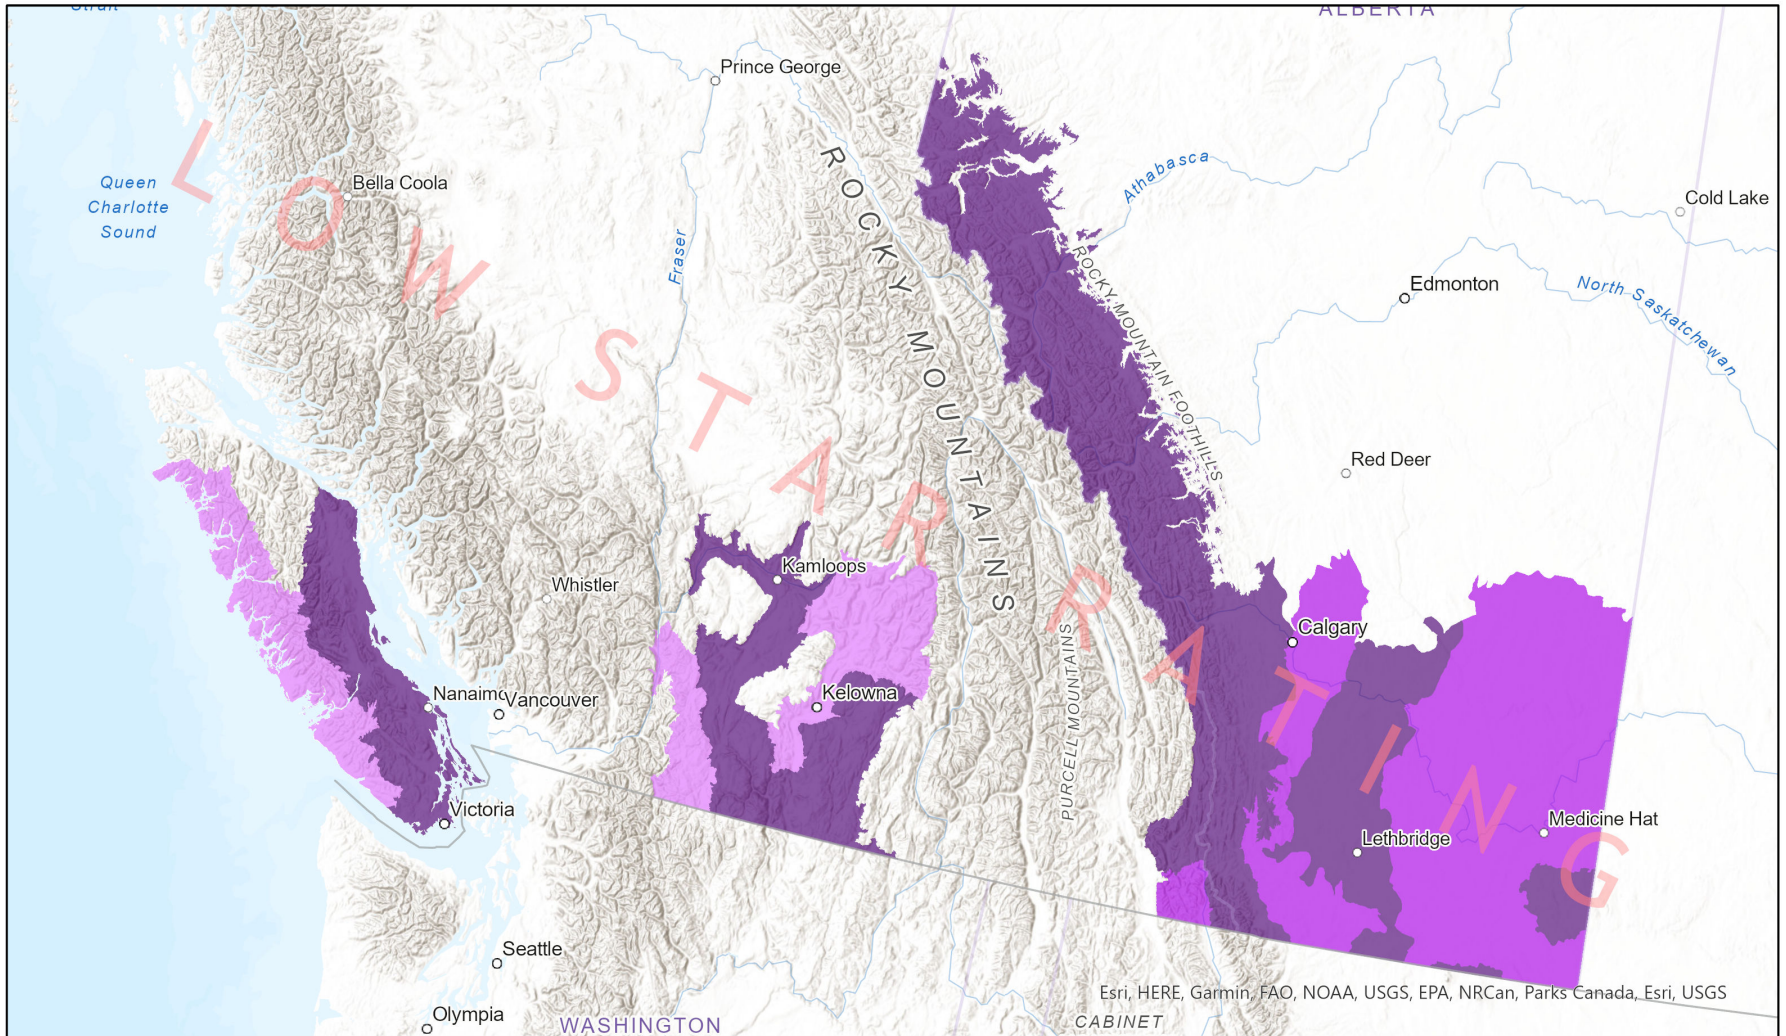 Strait
ALBERTA
Prince George
ROCKY MOUNTAINS
Athabasca
Queen
Charlotte
Sound
Bella Coola
Cold Lake
Fraser
ROCKY MOUNTAIN FOOTHILLS
Edmonton
North Saskatchewan
LOW STAR RATING
Red Deer
Kamloops
Whistler
Calgary
PURCELL MOUNTAINS
Nanaimo
Vancouver
Kelowna
Victoria
Medicine Hat
Lethbridge
Seattle
Esri, HERE, Garmin, FAO, NOAA, USGS, EPA, NRCan, Parks Canada, Esri, USGS
Olympia
WASHINGTON
CABINET